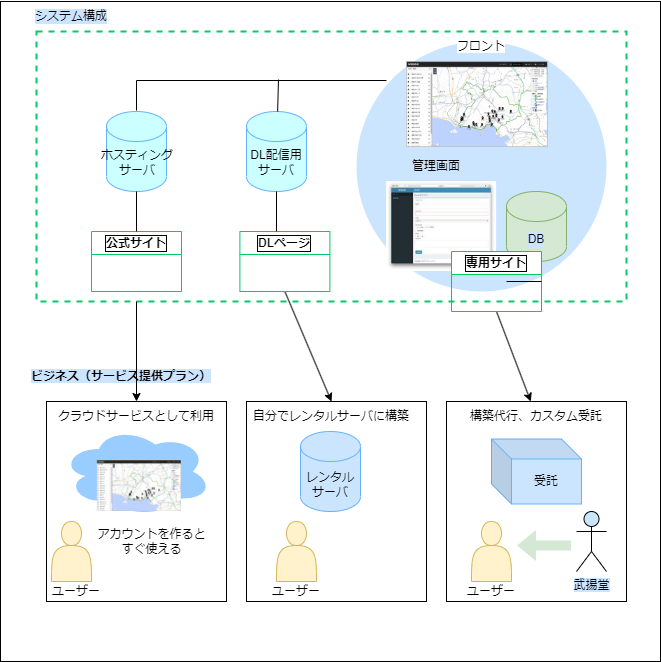 システム構成
フロント
ホスティング
サーバ
DL配信用
サーバ
管理画面
DB
公式サイト
DLページ
専用サイト
ビジネス（サービス提供プラン）
クラウドサービスとして利用
自分でレンタルサーバに構築
構築代行、カスタム受託
レンタル
サーバ
受託
アカウントを作ると
すぐ使える
ユーザー
ユーザー
ユーザー
武揚堂